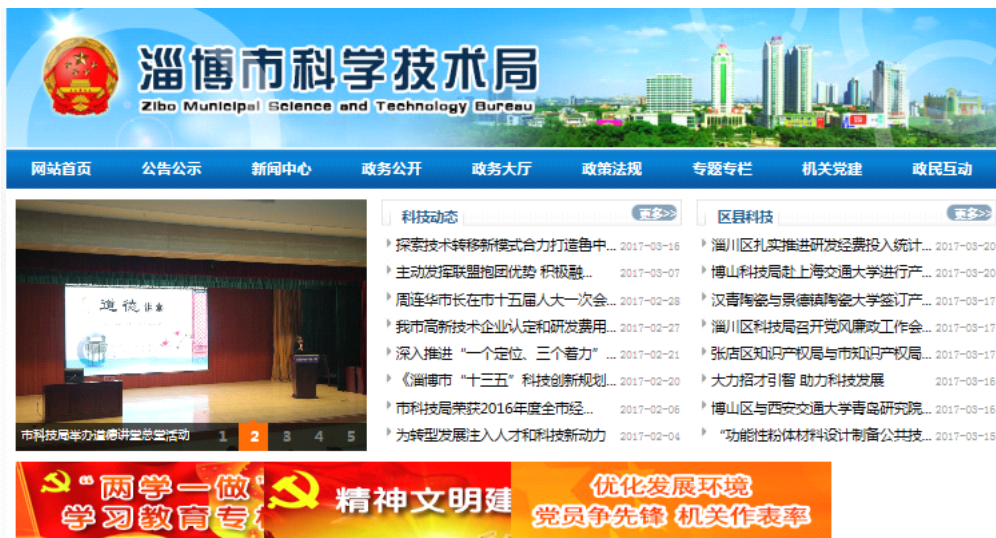 淄博市科学技术局
Zibo Municipal Science and Technology Bureau
网站首页 公告公示 新闻中心 政务公开 政务大厅 政策法规 专题专栏 机关党建 政民互动
科技动态 更多>>
探索技术转移新模式合力打造鲁中... 2017-03-16
主动发挥联盟抱团优势 积极融... 2017-03-07
周连华市长在市十五届人大一次会... 2017-02-28
我市高新技术企业认定和研发费用... 2017-02-27
深入推进“一个定位、三个着力”... 2017-02-21
《淄博市“十三五”科技创新规划... 2017-02-20
市科技局荣获2016年度全市经... 2017-02-06
为转型发展注入人才和科技新动力 2017-02-04
区县科技 更多>>
淄川区扎实推进研发经费投入统计... 2017-03-20
博山科技局赴上海交通大学进行产... 2017-03-20
汉青陶瓷与景德镇陶瓷大学签订产... 2017-03-17
淄川区科技局召开党风廉政工作会... 2017-03-17
张店区知识产权局与市知识产权局... 2017-03-17
大力招才引智 助力科技发展 2017-03-16
博山区与西安交通大学青岛研究院... 2017-03-16
“功能性粉体材料设计制备公共技... 2017-03-15
道德
市科技局举办道德讲堂总堂活动 1 2 3 4 5
“两学一做”
学习教育专
精神文明建
优化发展环境
党员争先锋 机关作表率